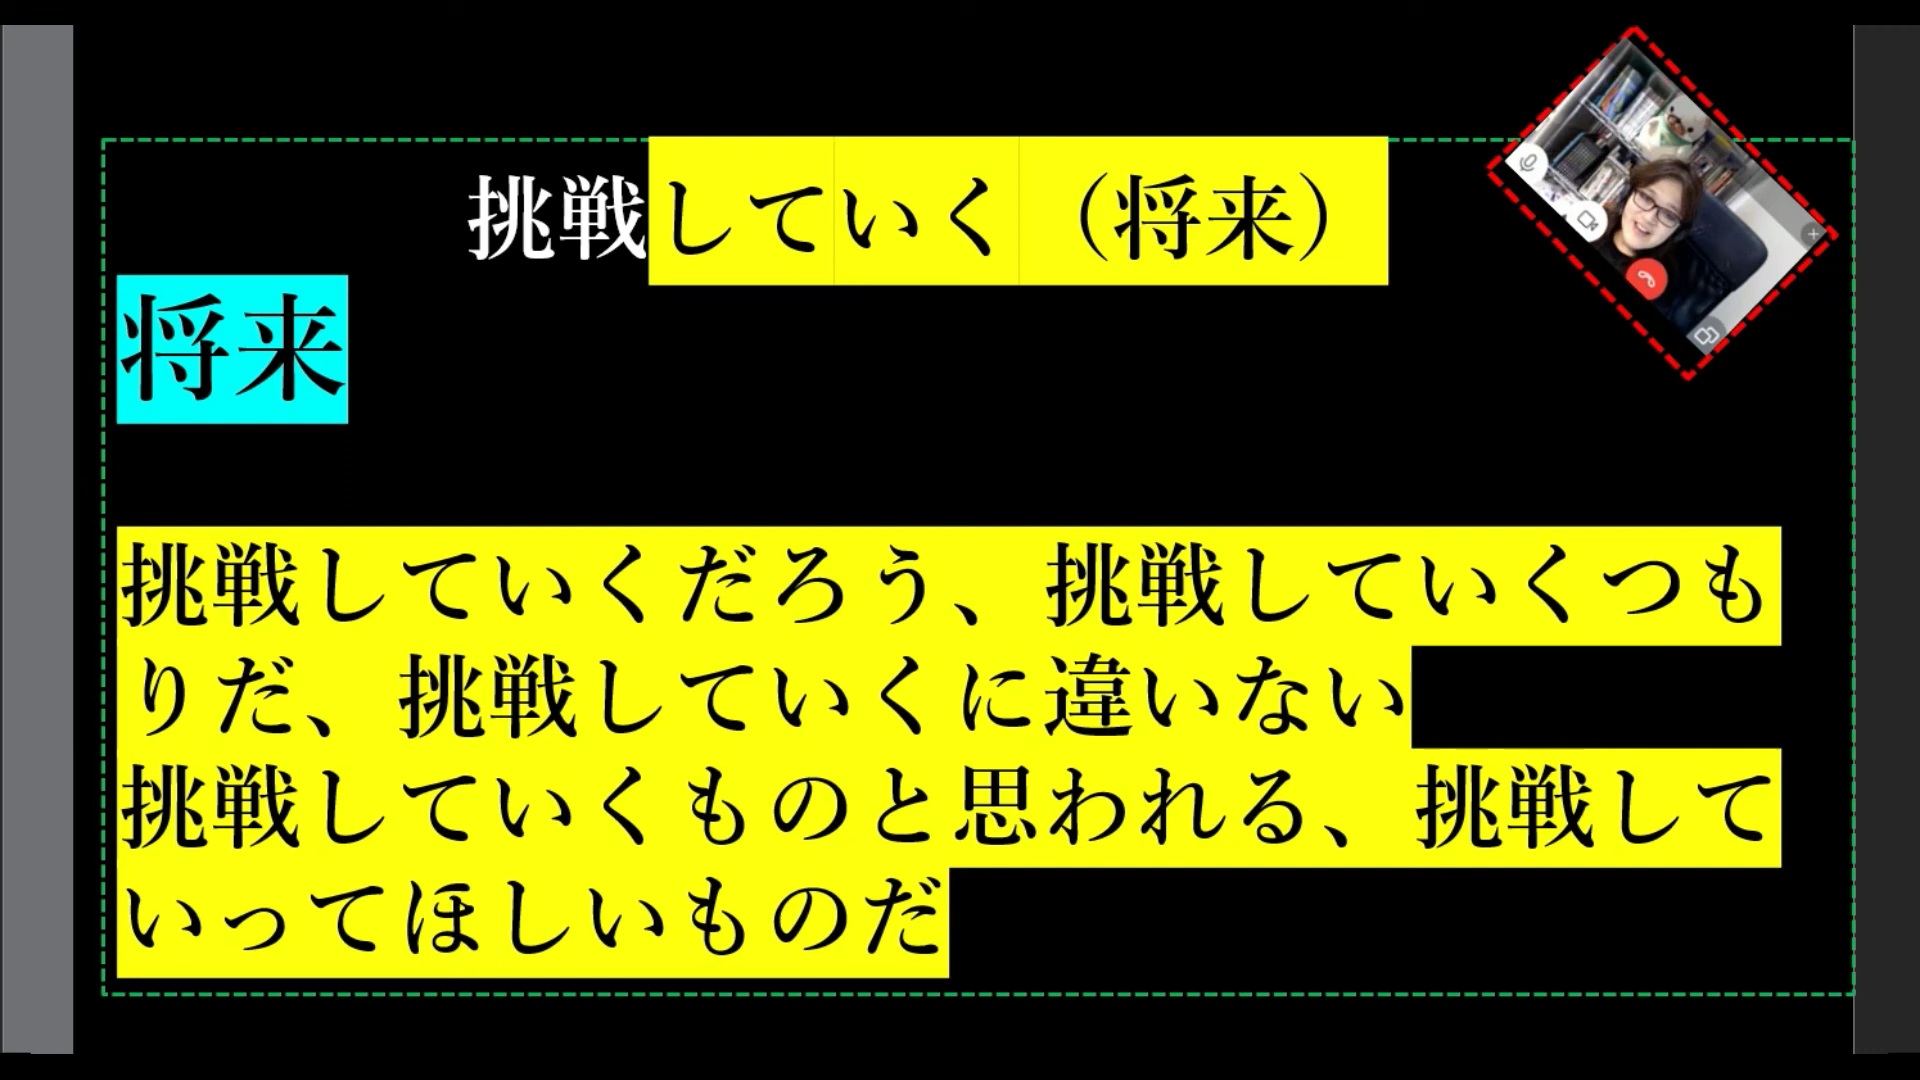 挑戦していく（将来）
将来
挑戦していくだろう、挑戦していくつも
りだ、挑戦していくに違いない
挑戦していくものと思われる、挑戦して
いってほしいものだ